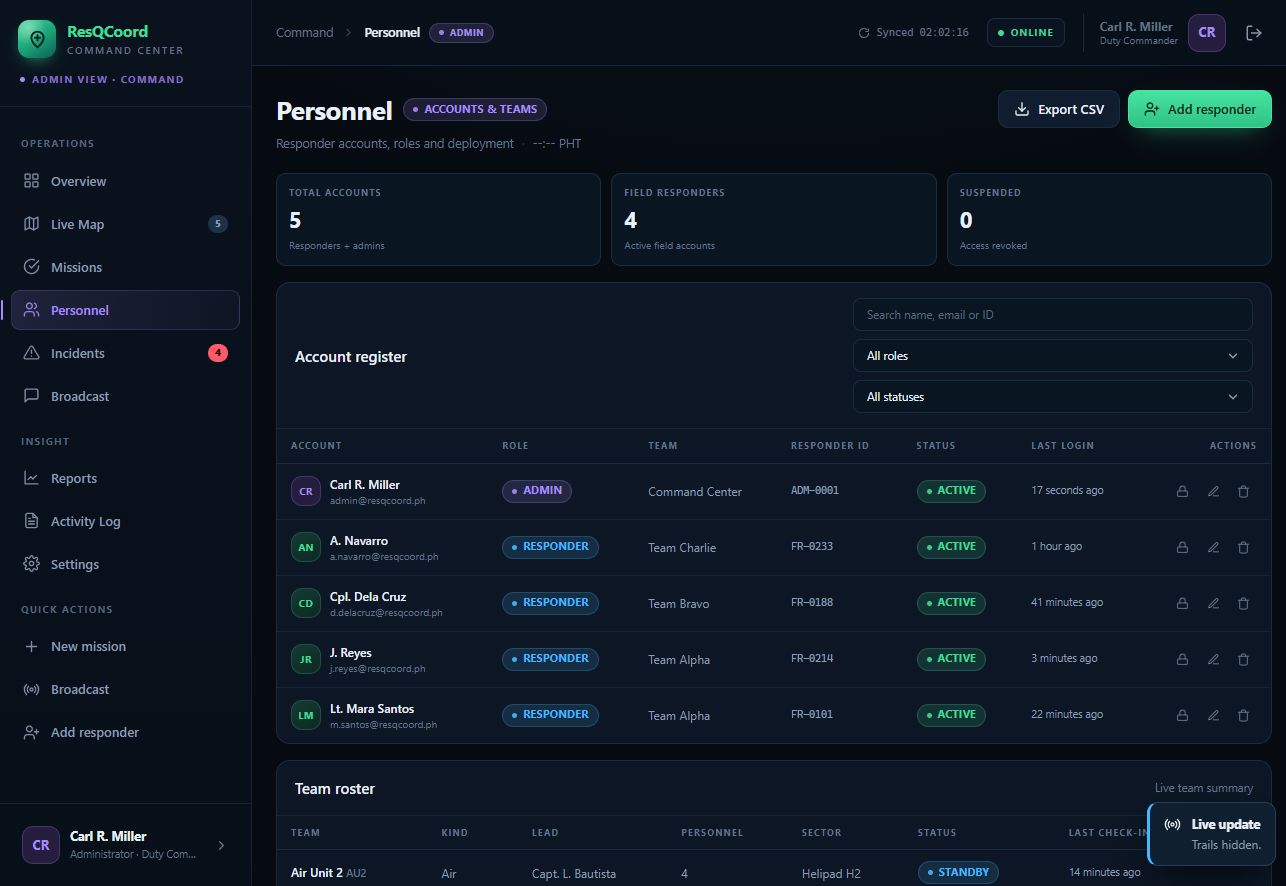 ResQCoord
COMMAND CENTER
ADMIN VIEW · COMMAND
OPERATIONS
Overview
Live Map 5
Missions
Personnel
Incidents 4
Broadcast
INSIGHT
Reports
Activity Log
Settings
QUICK ACTIONS
New mission
Broadcast
Add responder
CR Carl R. Miller
Administrator · Duty Com...
Command > Personnel ADMIN
Synced 02:02:16 ONLINE
Carl R. Miller
Duty Commander
CR
Personnel ACCOUNTS & TEAMS
Responder accounts, roles and deployment · --:-- PHT
Export CSV Add responder
TOTAL ACCOUNTS
5
Responders + admins
FIELD RESPONDERS
4
Active field accounts
SUSPENDED
0
Access revoked
Account register
Search name, email or ID
All roles
All statuses
ACCOUNT ROLE TEAM RESPONDER ID STATUS LAST LOGIN ACTIONS
CR Carl R. Miller ADMIN Command Center ADM-0001 ACTIVE 17 seconds ago
admin@resqcoord.ph
AN A. Navarro RESPONDER Team Charlie FR-0233 ACTIVE 1 hour ago
a.navarro@resqcoord.ph
CD Cpl. Dela Cruz RESPONDER Team Bravo FR-0188 ACTIVE 41 minutes ago
d.delacruz@resqcoord.ph
JR J. Reyes RESPONDER Team Alpha FR-0214 ACTIVE 3 minutes ago
j.reyes@resqcoord.ph
LM Lt. Mara Santos RESPONDER Team Alpha FR-0101 ACTIVE 22 minutes ago
m.santos@resqcoord.ph
Team roster Live team summary
TEAM KIND LEAD PERSONNEL SECTOR STATUS LAST CHECK-IN
Air Unit 2 AU2 Air Capt. L. Bautista 4 Helipad H2 STANDBY 14 minutes ago
Live update
Trails hidden.